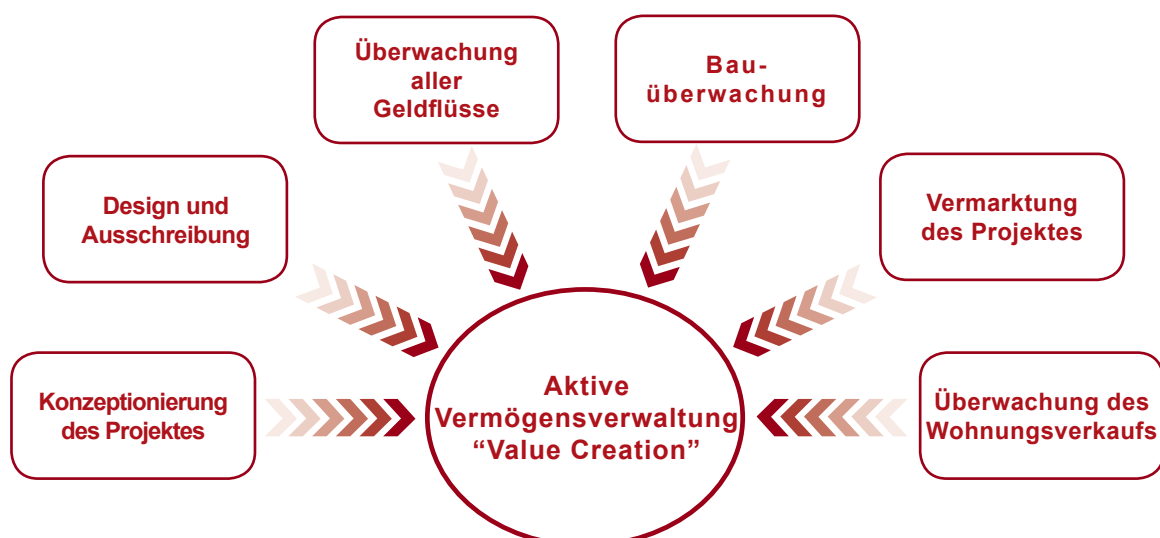 Überwachung
aller
Geldflüsse
Bau-
überwachung
Design und
Ausschreibung
Vermarktung
des Projektes
Konzeptionierung
des Projektes
Aktive
Vermögensverwaltung
“Value Creation”
Überwachung des
Wohnungsverkaufs